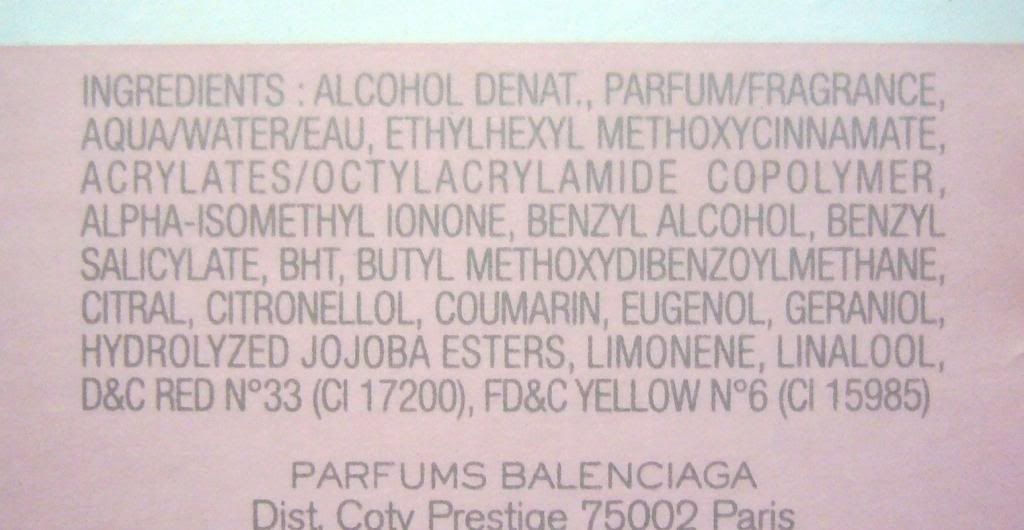 INGREDIENTS : ALCOHOL DENAT., PARFUM/FRAGRANCE,
AQUA/WATER/EAU, ETHYLHEXYL METHOXYCINNAMATE,
ACRYLATES/OCTYLACRYLAMIDE COPOLYMER,
ALPHA-ISOMETHYL IONONE, BENZYL ALCOHOL, BENZYL
SALICYLATE, BHT, BUTYL METHOXYDIBENZOYLMETHANE,
CITRAL, CITRONELLOL, COUMARIN, EUGENOL, GERANIOL,
HYDROLYZED JOJOBA ESTERS, LIMONENE, LINALOOL,
D&C RED N°33 (CI 17200), FD&C YELLOW N°6 (CI 15985)
PARFUMS BALENCIAGA
Dist. Coty Prestige 75002 Paris